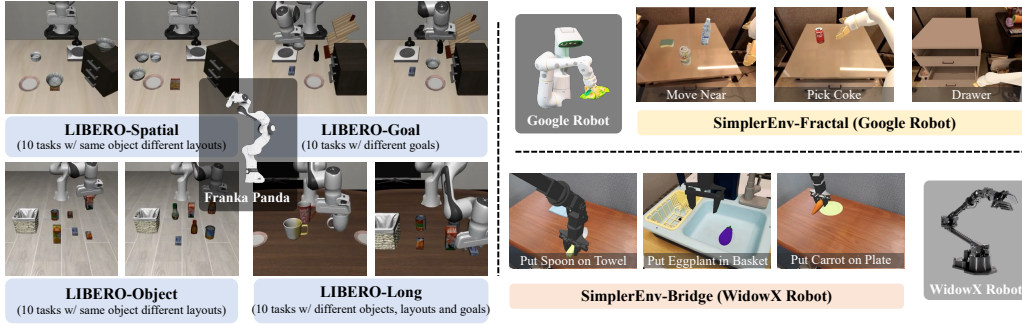 LIBERO-Spatial
(10 tasks w/ same object different layouts)
LIBERO-Goal
(10 tasks w/ different goals)
Franka Panda
LIBERO-Object
(10 tasks w/ same object different layouts)
LIBERO-Long
(10 tasks w/ different objects, layouts and goals)
Google Robot
Move Near
Pick Coke
Drawer
SimplerEnv-Fractal (Google Robot)
Put Spoon on Towel
Put Eggplant in Basket
Put Carrot on Plate
SimplerEnv-Bridge (WidowX Robot)
WidowX Robot